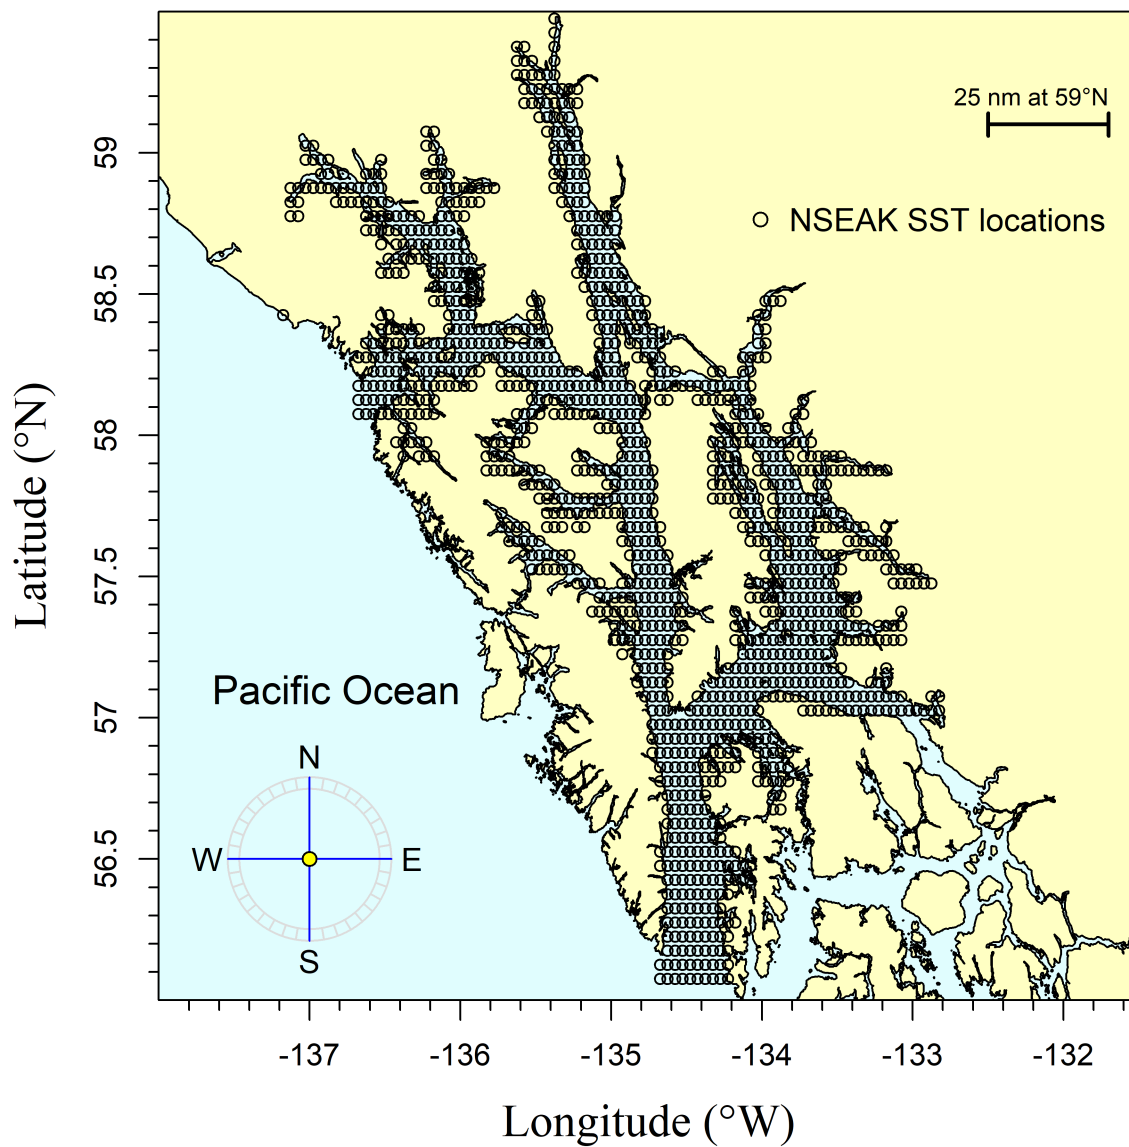 25 nm at 59°N
NSEAK SST locations
Pacific Ocean
N
W
E
S
Latitude (°N)
59
58.5
58
57.5
57
56.5
-137
-136
-135
-134
-133
-132
Longitude (°W)